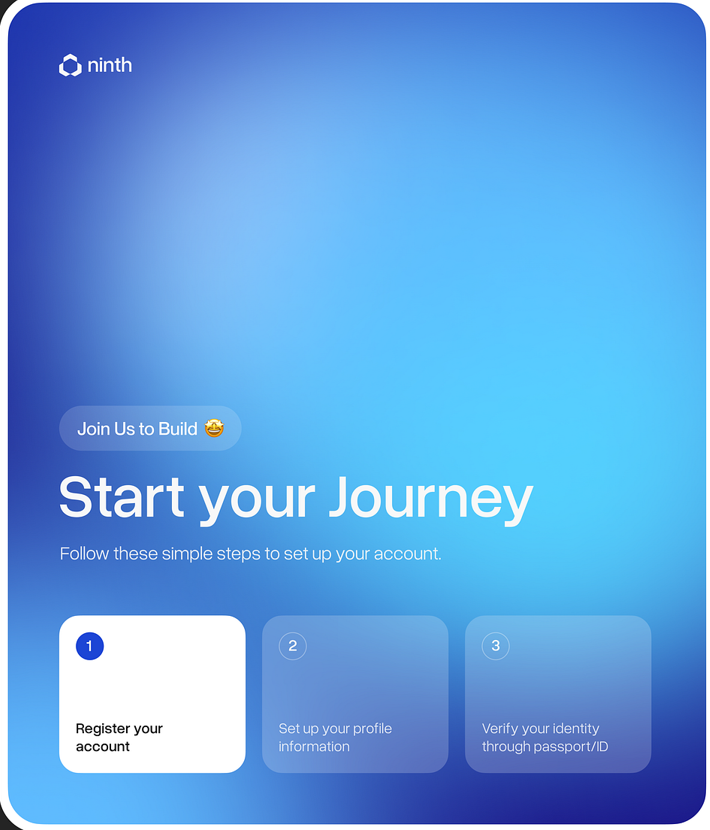 ninth
Join Us to Build 🤩
Start your Journey
Follow these simple steps to set up your account.
1
Register your
account
2
Set up your profile
information
3
Verify your identity
through passport/ID